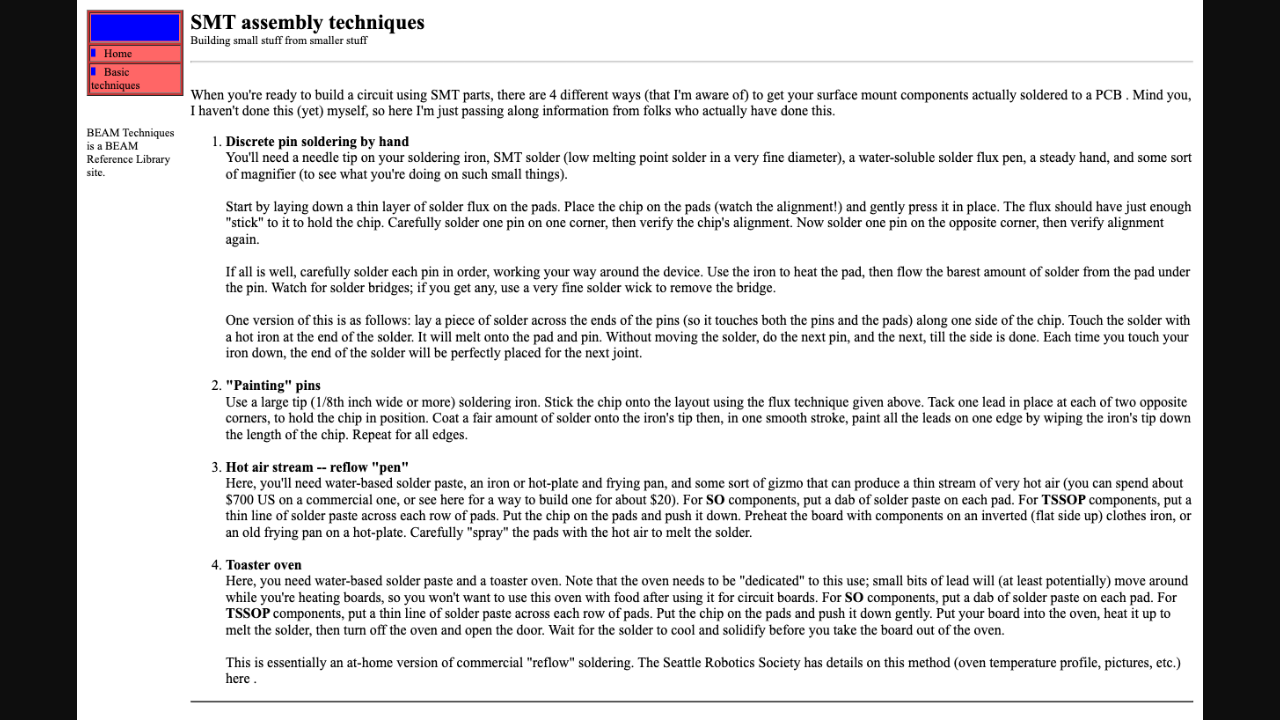 SMT assembly techniques
Building small stuff from smaller stuff
Home
Basic
techniques
BEAM Techniques
is a BEAM
Reference Library
site.
When you're ready to build a circuit using SMT parts, there are 4 different ways (that I'm aware of) to get your surface mount components actually soldered to a PCB . Mind you,
I haven't done this (yet) myself, so here I'm just passing along information from folks who actually have done this.
1. Discrete pin soldering by hand
You'll need a needle tip on your soldering iron, SMT solder (low melting point solder in a very fine diameter), a water-soluble solder flux pen, a steady hand, and some sort
of magnifier (to see what you're doing on such small things).
Start by laying down a thin layer of solder flux on the pads. Place the chip on the pads (watch the alignment!) and gently press it in place. The flux should have just enough
"stick" to it to hold the chip. Carefully solder one pin on one corner, then verify the chip's alignment. Now solder one pin on the opposite corner, then verify alignment
again.
If all is well, carefully solder each pin in order, working your way around the device. Use the iron to heat the pad, then flow the barest amount of solder from the pad under
the pin. Watch for solder bridges; if you get any, use a very fine solder wick to remove the bridge.
One version of this is as follows: lay a piece of solder across the ends of the pins (so it touches both the pins and the pads) along one side of the chip. Touch the solder with
a hot iron at the end of the solder. It will melt onto the pad and pin. Without moving the solder, do the next pin, and the next, till the side is done. Each time you touch your
iron down, the end of the solder will be perfectly placed for the next joint.
2. "Painting" pins
Use a large tip (1/8th inch wide or more) soldering iron. Stick the chip onto the layout using the flux technique given above. Tack one lead in place at each of two opposite
corners, to hold the chip in position. Coat a fair amount of solder onto the iron's tip then, in one smooth stroke, paint all the leads on one edge by wiping the iron's tip down
the length of the chip. Repeat for all edges.
3. Hot air stream -- reflow "pen"
Here, you'll need water-based solder paste, an iron or hot-plate and frying pan, and some sort of gizmo that can produce a thin stream of very hot air (you can spend about
$700 US on a commercial one, or see here for a way to build one for about $20). For SO components, put a dab of solder paste on each pad. For TSSOP components, put a
thin line of solder paste across each row of pads. Put the chip on the pads and push it down. Preheat the board with components on an inverted (flat side up) clothes iron, or
an old frying pan on a hot-plate. Carefully "spray" the pads with the hot air to melt the solder.
4. Toaster oven
Here, you need water-based solder paste and a toaster oven. Note that the oven needs to be "dedicated" to this use; small bits of lead will (at least potentially) move around
while you're heating boards, so you won't want to use this oven with food after using it for circuit boards. For SO components, put a dab of solder paste on each pad. For
TSSOP components, put a thin line of solder paste across each row of pads. Put the chip on the pads and push it down gently. Put your board into the oven, heat it up to
melt the solder, then turn off the oven and open the door. Wait for the solder to cool and solidify before you take the board out of the oven.
This is essentially an at-home version of commercial "reflow" soldering. The Seattle Robotics Society has details on this method (oven temperature profile, pictures, etc.)
here .